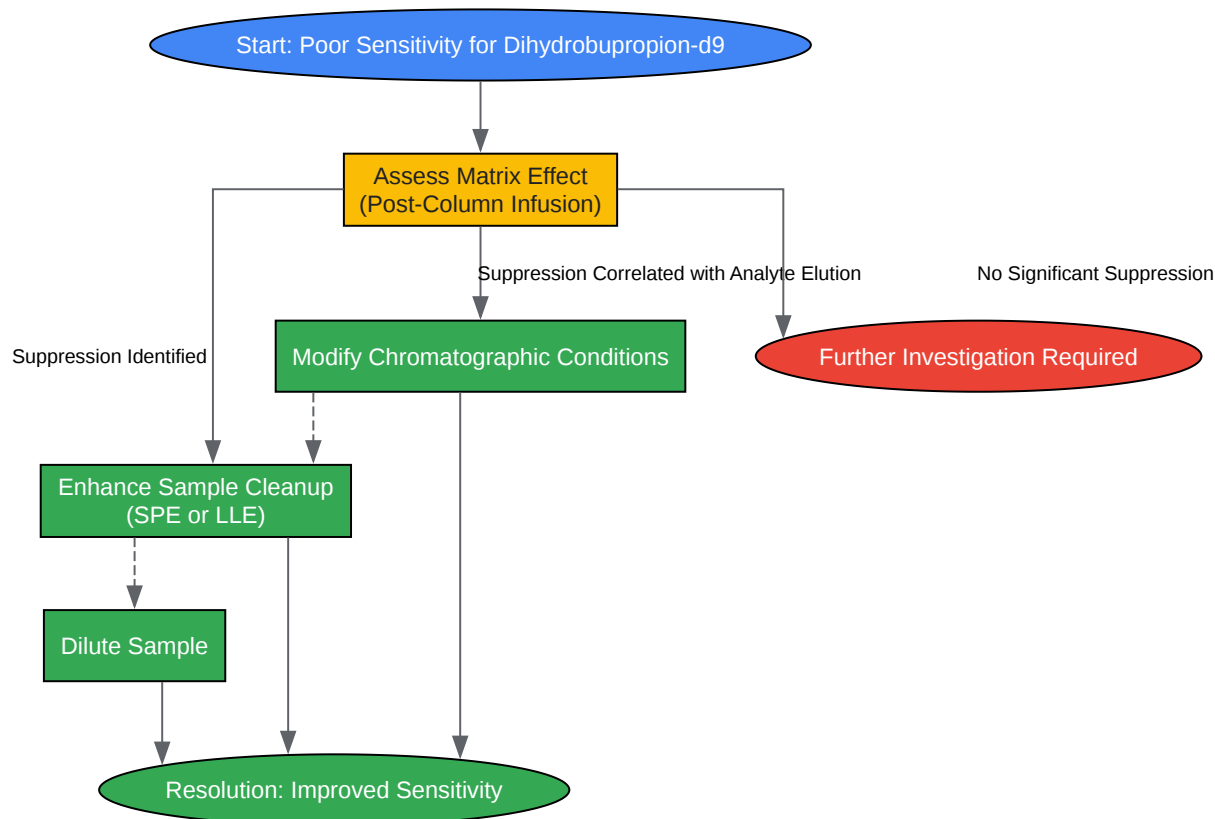 Start: Poor Sensitivity for Dihydrobupropion-d9
Assess Matrix Effect
(Post-Column Infusion)
Suppression Correlated with Analyte Elution
No Significant Suppression
Suppression Identified
Modify Chromatographic Conditions
Further Investigation Required
Enhance Sample Cleanup
(SPE or LLE)
Dilute Sample
Resolution: Improved Sensitivity